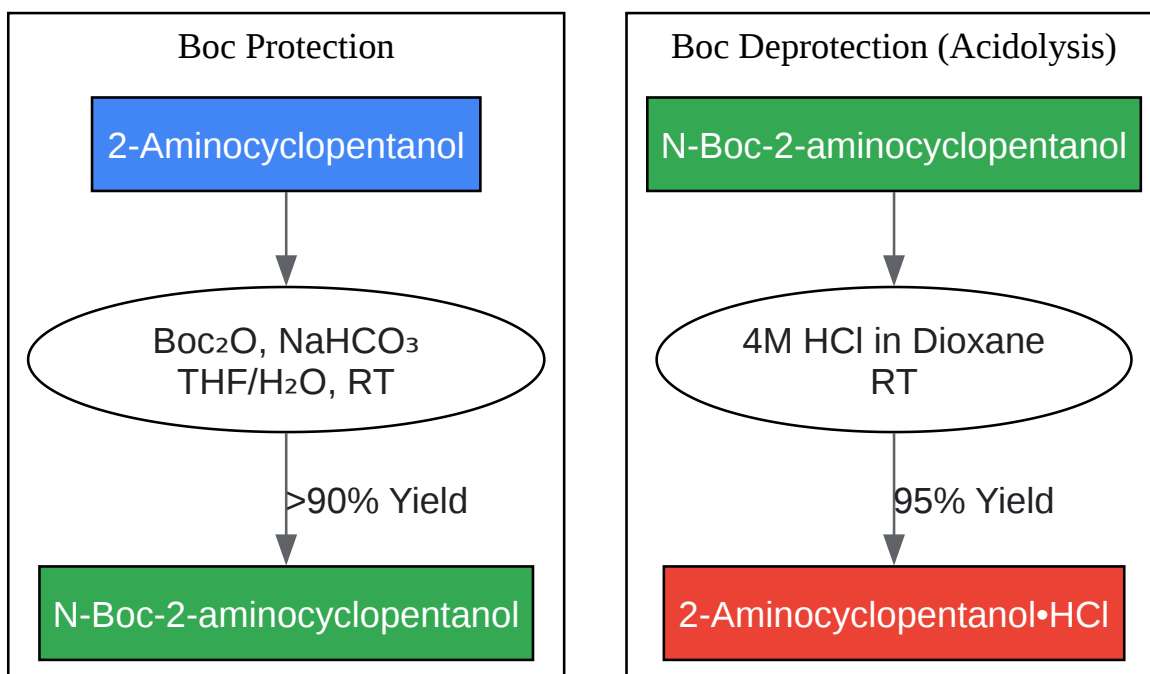 Boc Protection
2-Aminocyclopentanol
Boc₂O, NaHCO₃
THF/H₂O, RT
>90% Yield
N-Boc-2-aminocyclopentanol
Boc Deprotection (Acidolysis)
N-Boc-2-aminocyclopentanol
4M HCl in Dioxane
RT
95% Yield
2-Aminocyclopentanol•HCl